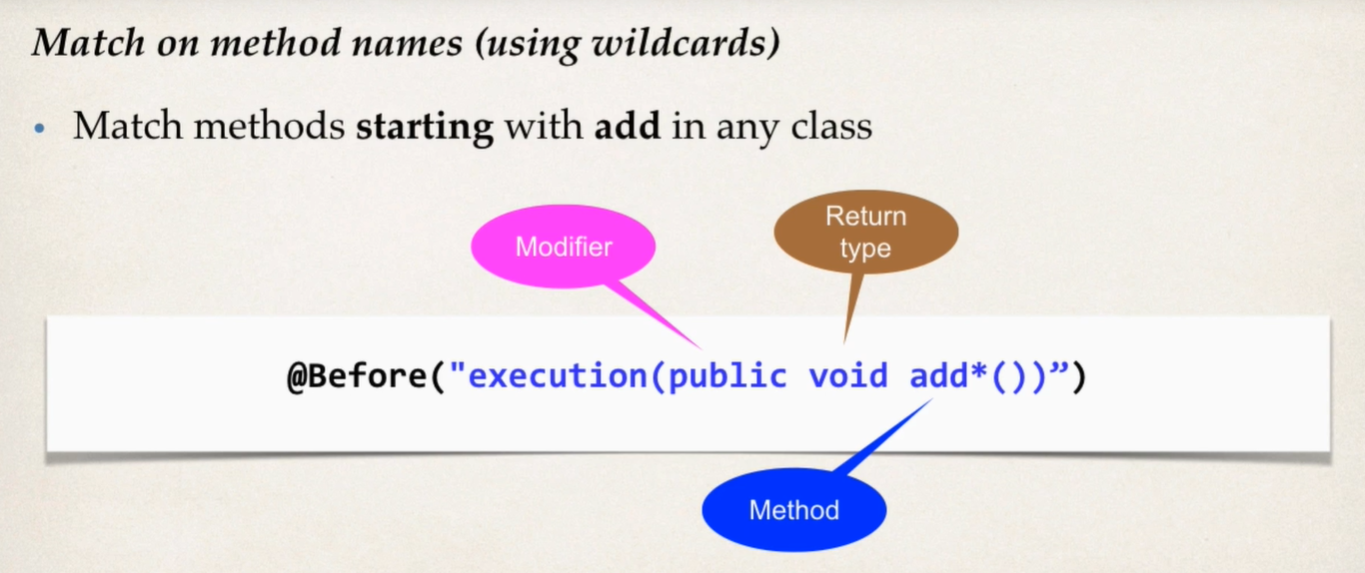 Match on method names (using wildcards)
• Match methods starting with add in any class
Modifier
Return
type
@Before("execution(public void add*())”)
Method